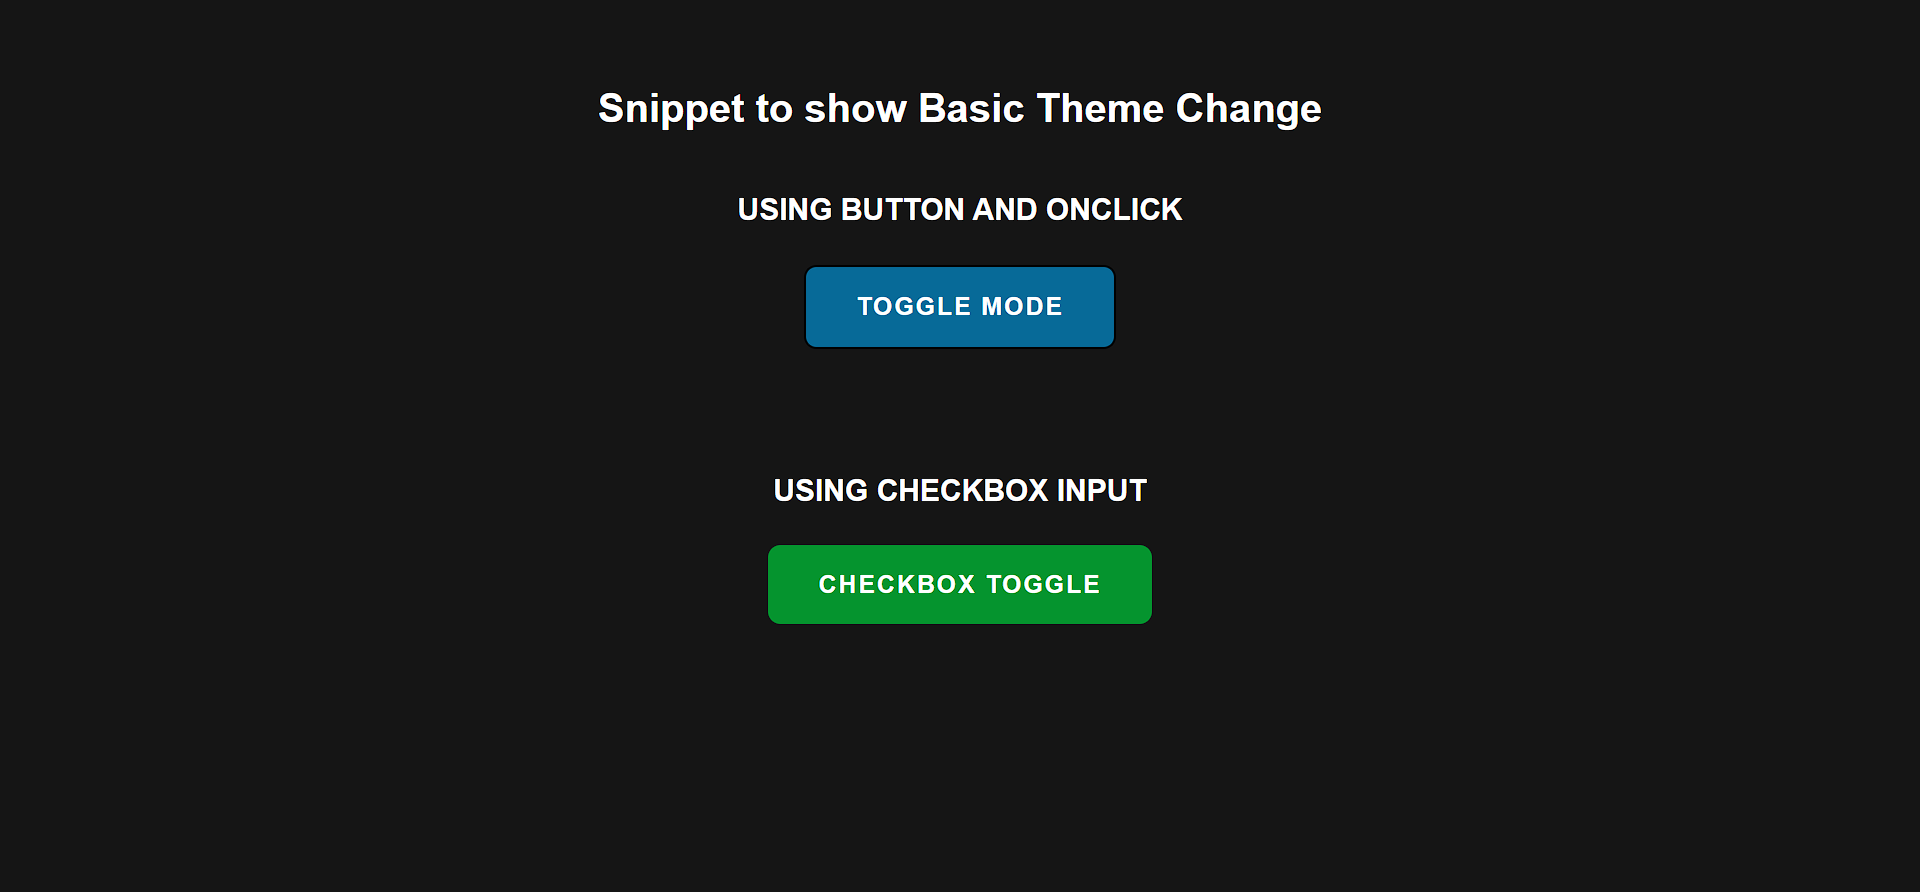 Snippet to show Basic Theme Change
USING BUTTON AND ONCLICK
TOGGLE MODE
USING CHECKBOX INPUT
CHECKBOX TOGGLE